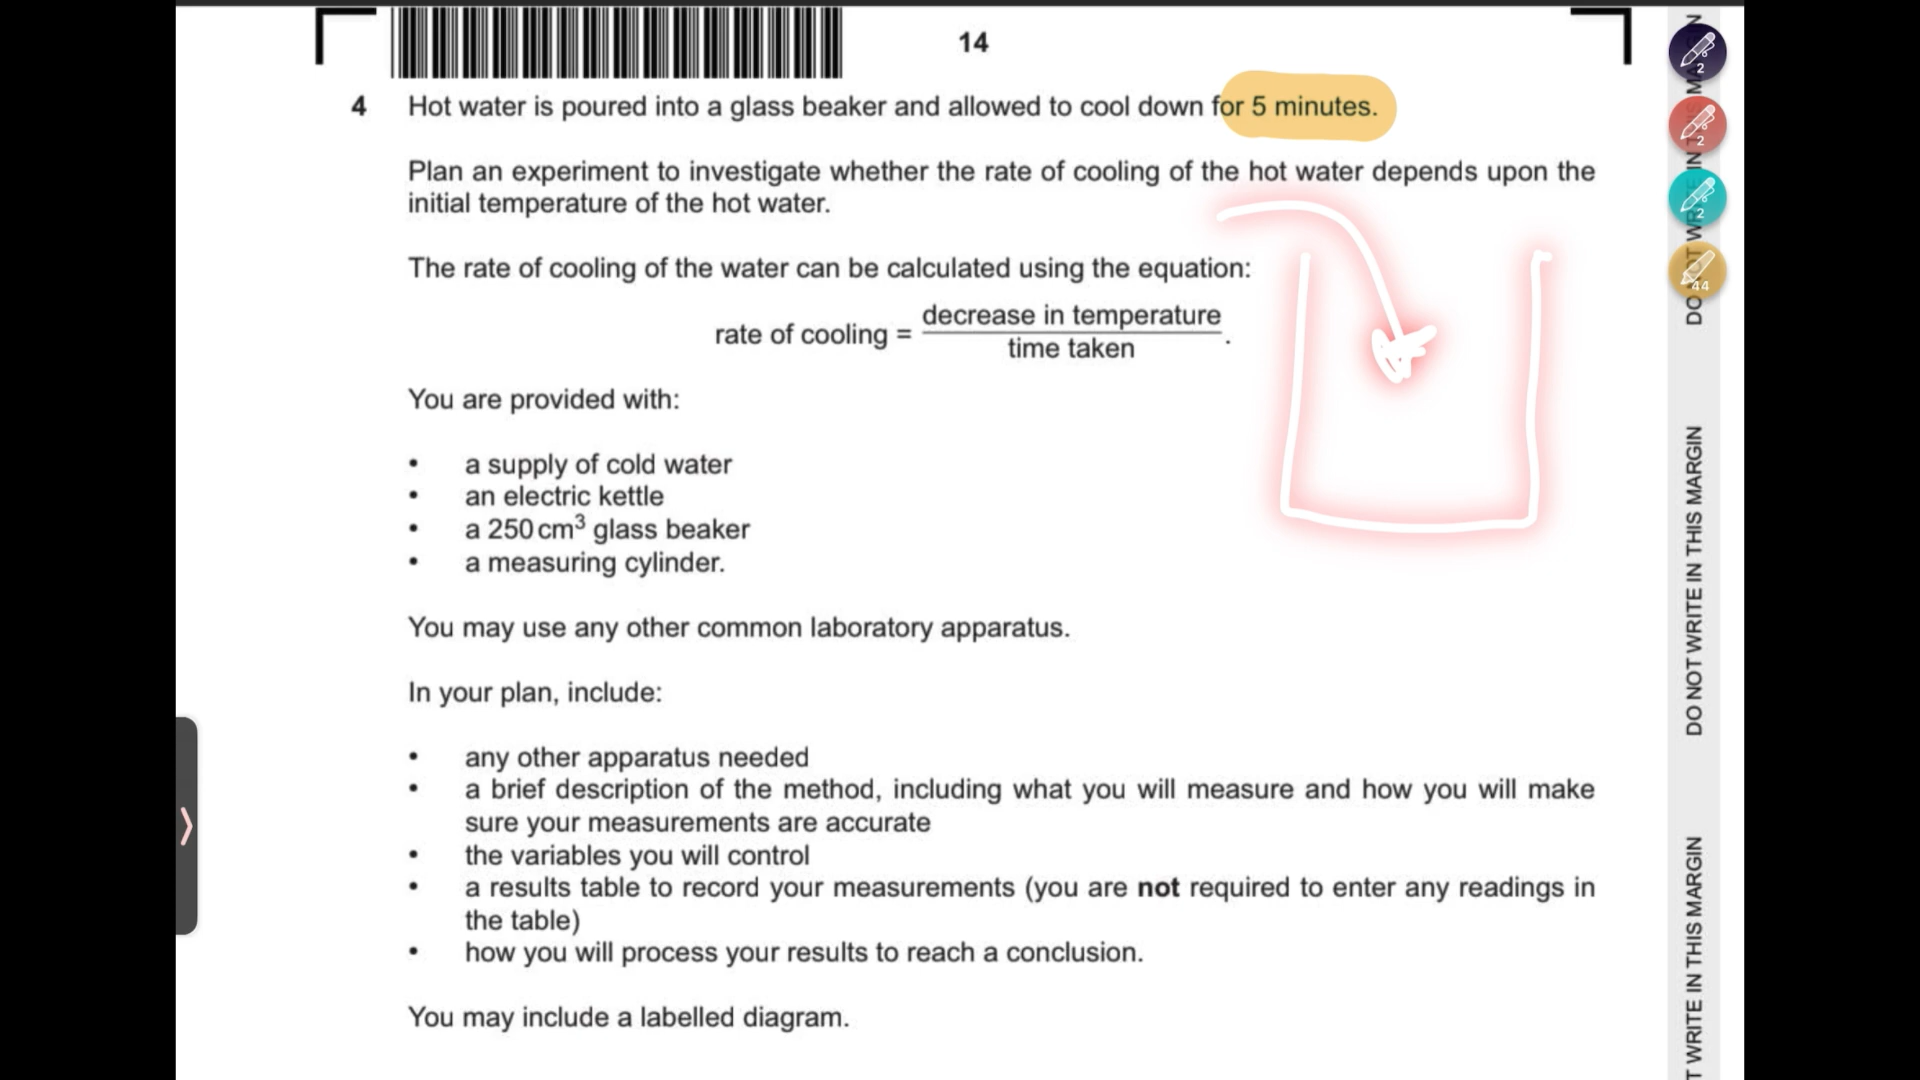 14
4 Hot water is poured into a glass beaker and allowed to cool down for 5 minutes.
Plan an experiment to investigate whether the rate of cooling of the hot water depends upon the
initial temperature of the hot water.
The rate of cooling of the water can be calculated using the equation:
rate of cooling = decrease in temperature / time taken .
You are provided with:
• a supply of cold water
• an electric kettle
• a 250 cm³ glass beaker
• a measuring cylinder.
You may use any other common laboratory apparatus.
In your plan, include:
• any other apparatus needed
• a brief description of the method, including what you will measure and how you will make
sure your measurements are accurate
• the variables you will control
• a results table to record your measurements (you are not required to enter any readings in
the table)
• how you will process your results to reach a conclusion.
You may include a labelled diagram.
2
2
2
44
DO NOT WRITE IN THIS MARGIN
DO NOT WRITE IN THIS MARGIN
T WRITE IN THIS MARGIN